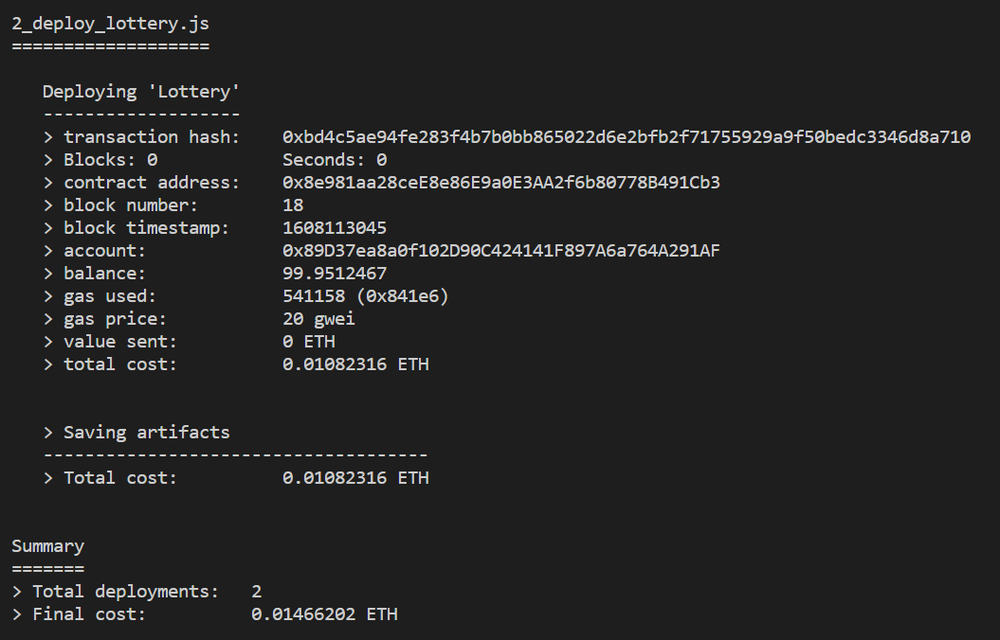 2_deploy_lottery.js
===================
Deploying 'Lottery'
-------------------
> transaction hash: 0xbd4c5ae94fe283f4b7b0bb865022d6e2bfb2f71755929a9f50bedc3346d8a710
> Blocks: 0 Seconds: 0
> contract address: 0x8e981aa28ceE8e86E9a0E3AA2f6b80778B491Cb3
> block number: 18
> block timestamp: 1608113045
> account: 0x89D37ea8a0f102D90C424141F897A6a764A291AF
> balance: 99.9512467
> gas used: 541158 (0x841e6)
> gas price: 20 gwei
> value sent: 0 ETH
> total cost: 0.01082316 ETH
> Saving artifacts
-------------------------------------
> Total cost: 0.01082316 ETH
Summary
=======
> Total deployments: 2
> Final cost: 0.01466202 ETH